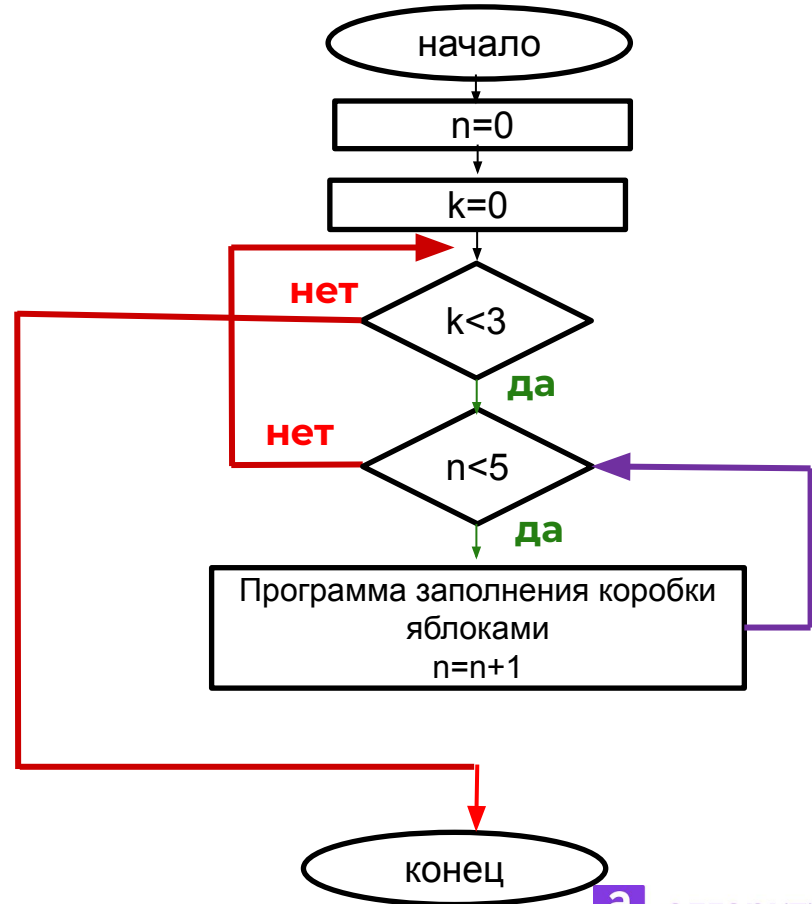 начало
n=0
k=0
нет
k<3
да
нет
n<5
да
Программа заполнения коробки
яблоками
n=n+1
конец